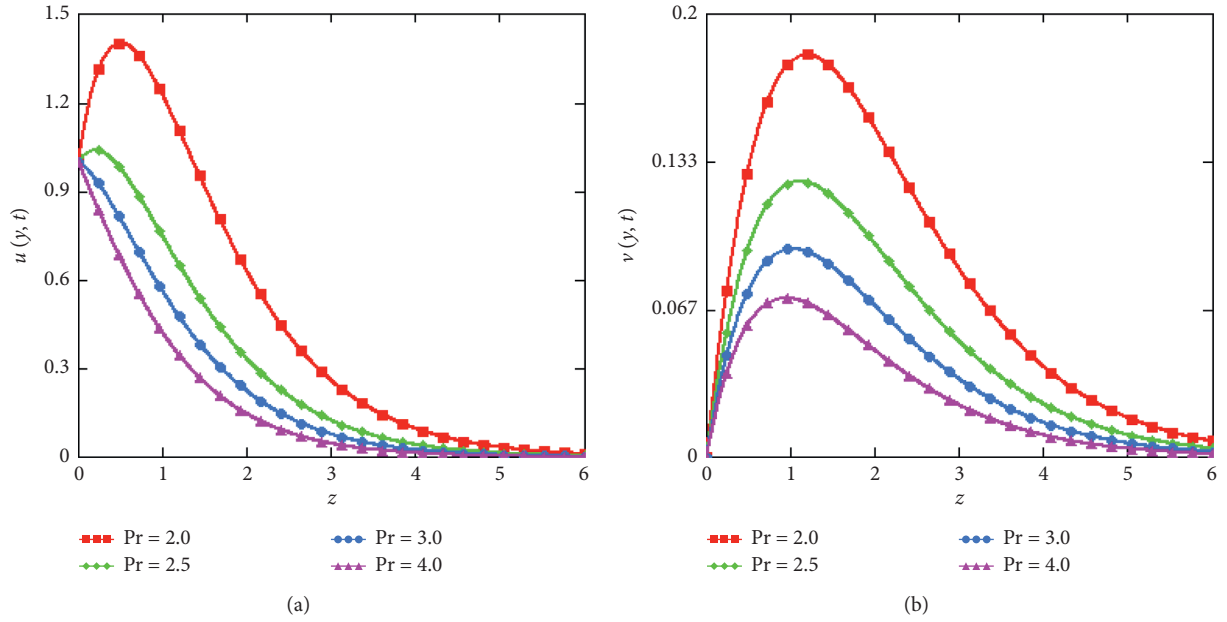 1.5
1.2
0.9
0.6
0.3
0
u (y, t)
0 1 2 3 4 5 6
z
Pr = 2.0 Pr = 3.0
Pr = 2.5 Pr = 4.0
(a)
0.2
0.133
0.067
0
v (y, t)
0 1 2 3 4 5 6
z
Pr = 2.0 Pr = 3.0
Pr = 2.5 Pr = 4.0
(b)